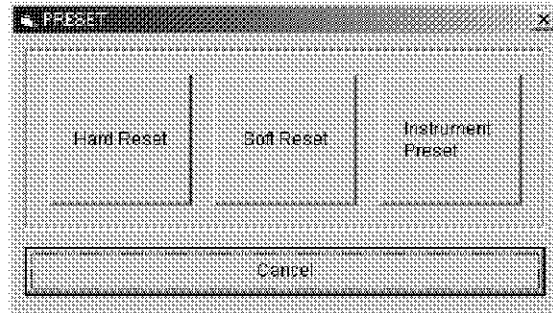 PRESET
Hard Reset
Soft Reset
Instrument
Preset
Cancel